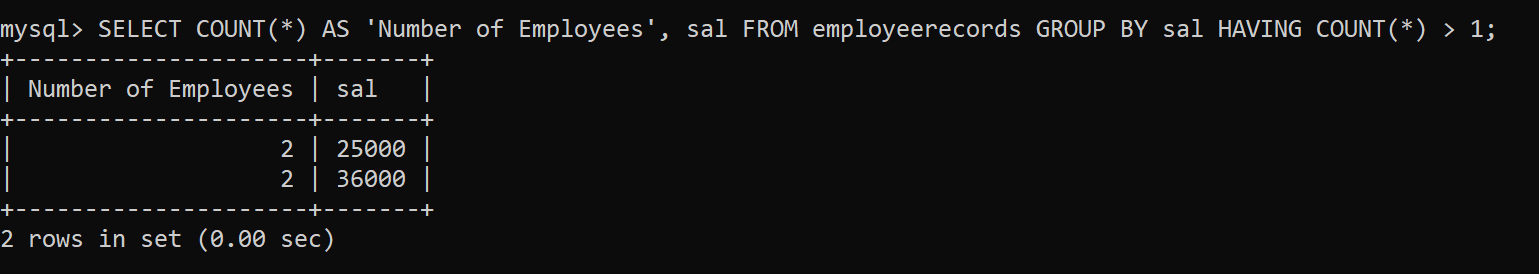 mysql> SELECT COUNT(*) AS 'Number of Employees', sal FROM employeerecords GROUP BY sal HAVING COUNT(*) > 1;
+---------------------+-------+
| Number of Employees | sal   |
+---------------------+-------+
|                   2 | 25000 |
|                   2 | 36000 |
+---------------------+-------+
2 rows in set (0.00 sec)